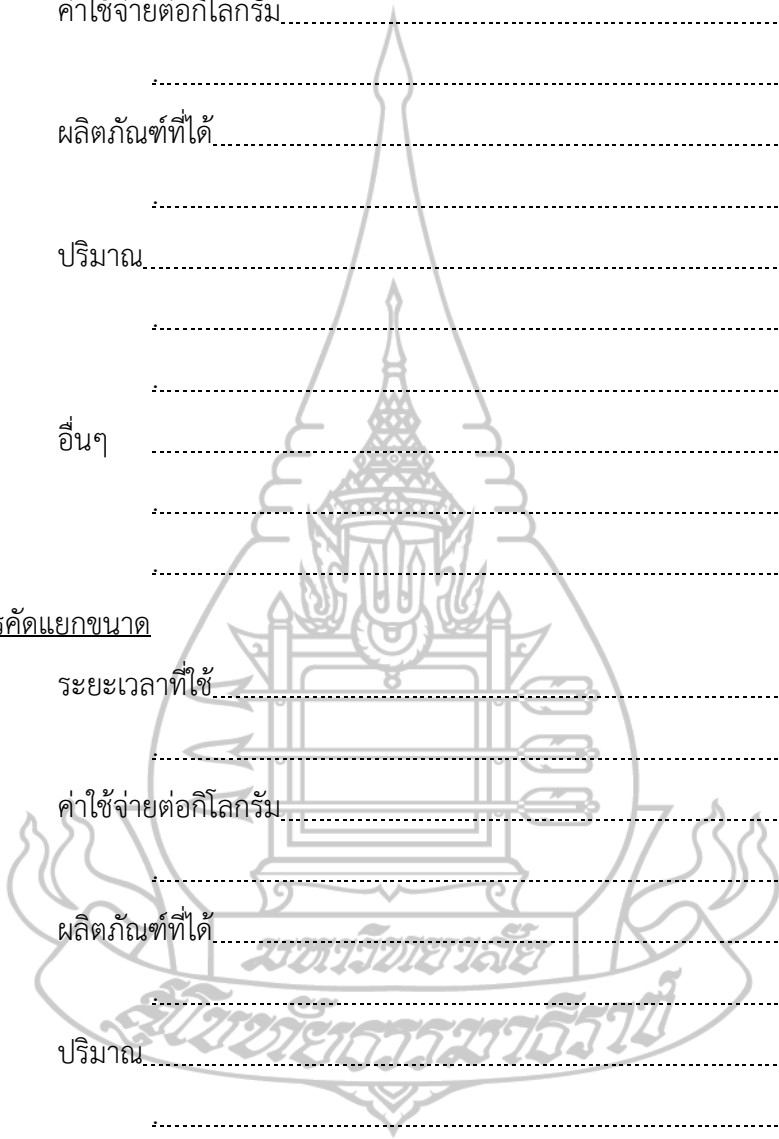 ค่าใช้จ่ายต่อกิโลกรัม
ผลิตภัณฑ์ที่ได้
ปริมาณ
อื่นๆ
คัดแยกขนาด
ระยะเวลาที่ใช้
ค่าใช้จ่ายต่อกิโลกรัม
ผลิตภัณฑ์ที่ได้
มหาวิทยาลัย
สุโขทัยธรรมาธิราช
ปริมาณ